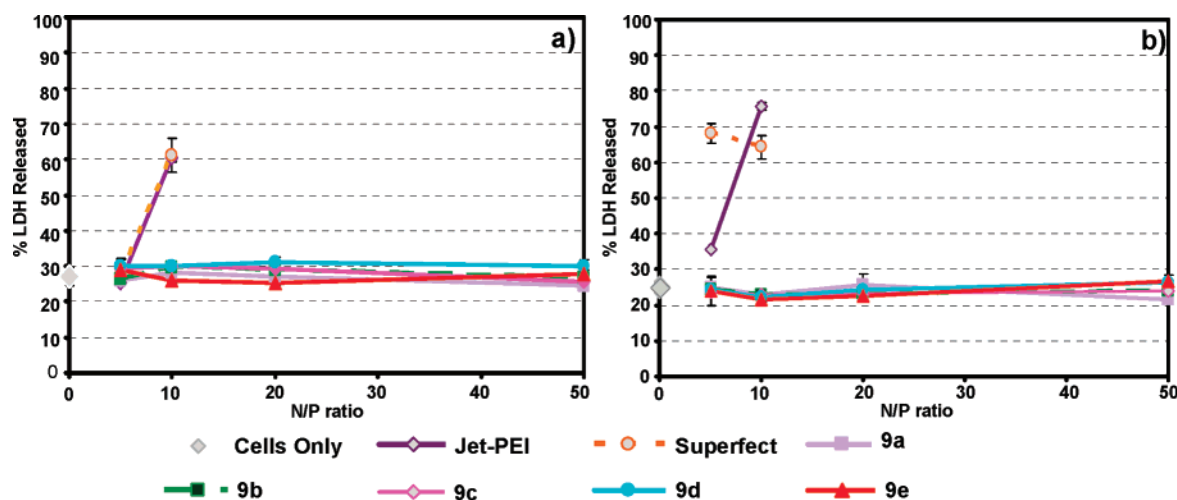 100 a) 100 b)
90 90
80 80
70 70
60 60
50 50
40 40
30 30
20 20
10 10
0 0
% LDH Released % LDH Released
0 10 20 30 40 50 0 10 20 30 40 50
N/P ratio N/P ratio
Cells Only Jet-PEI Superfect 9a
9b 9c 9d 9e